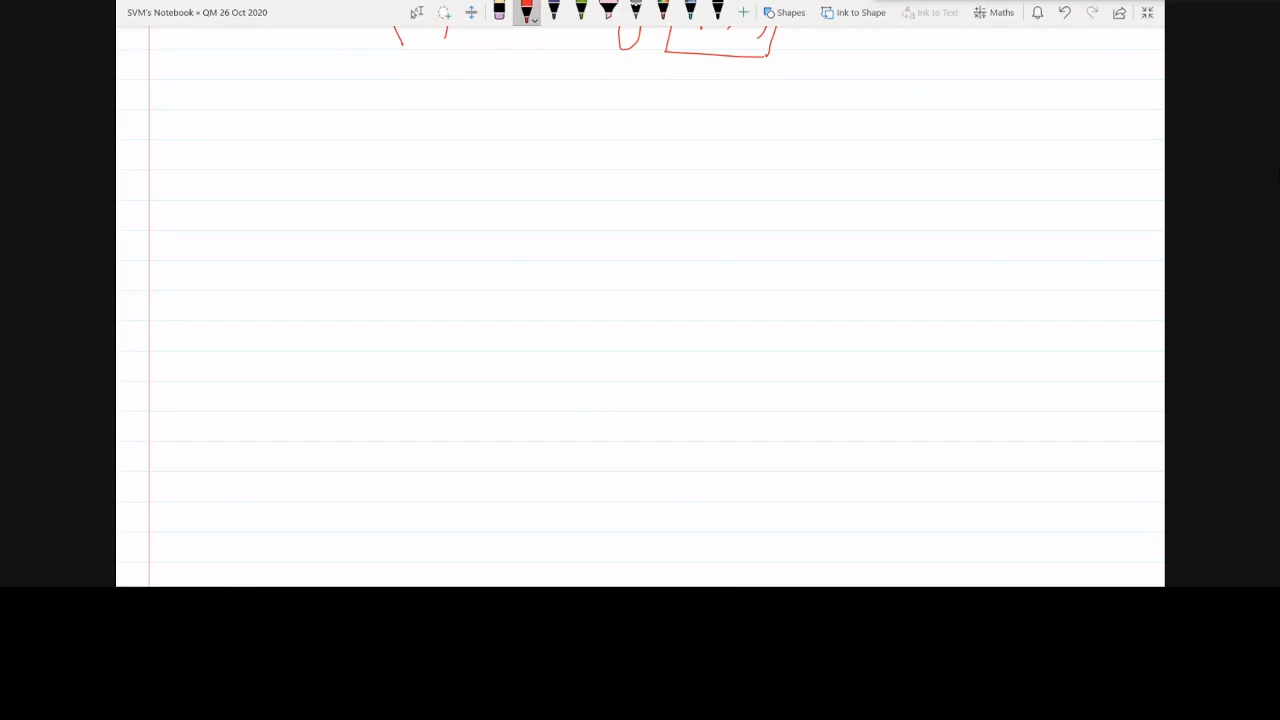 SVM's Notebook » QM 26 Oct 2020
Shapes
Ink to Shape
Ink to Text
Maths